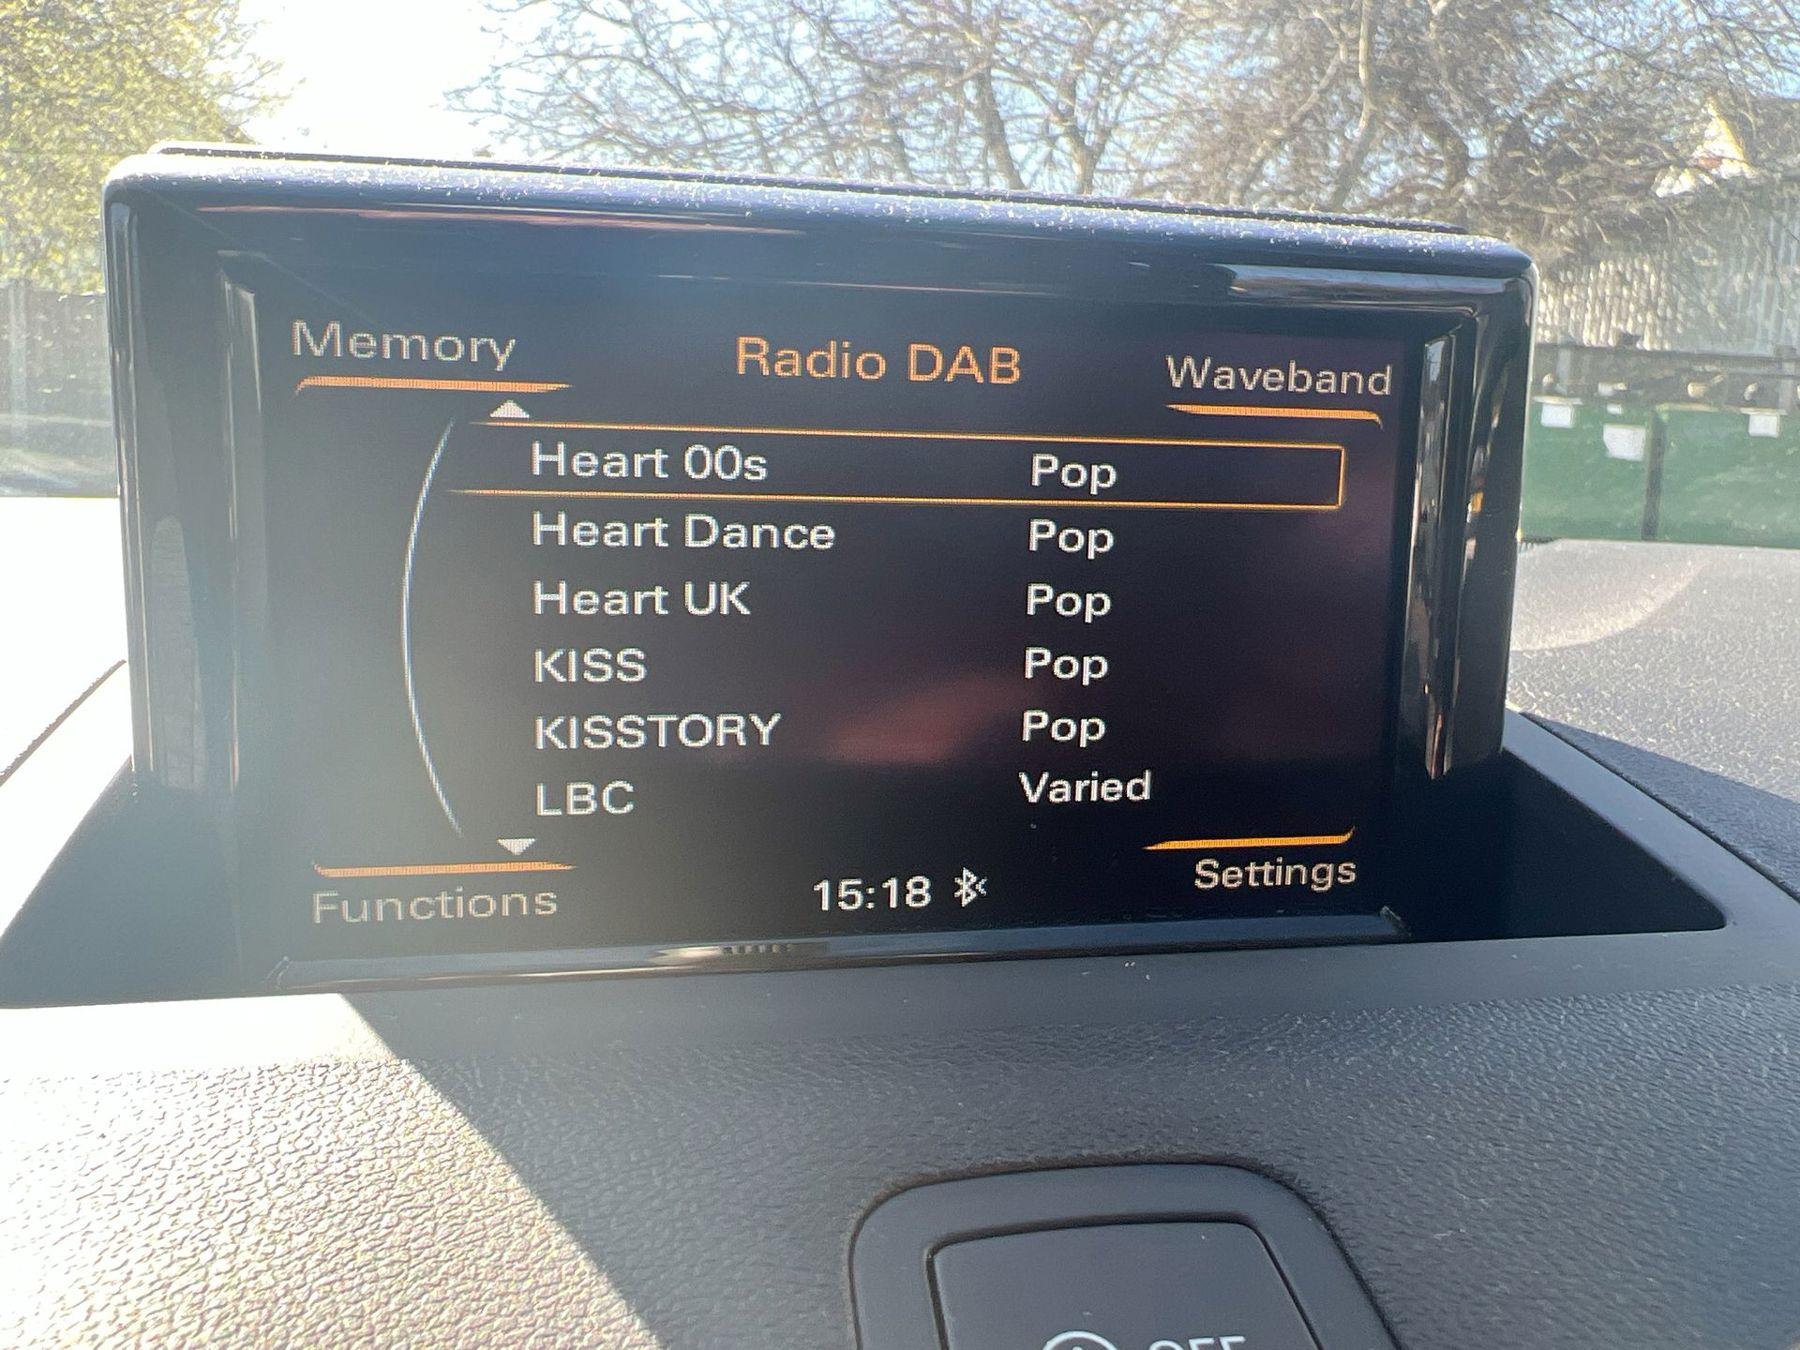 Memory Radio DAB Waveband
Heart 00s Pop
Heart Dance Pop
Heart UK Pop
KISS Pop
KISSTORY Pop
LBC Varied
Functions 15:18 Settings
OFF